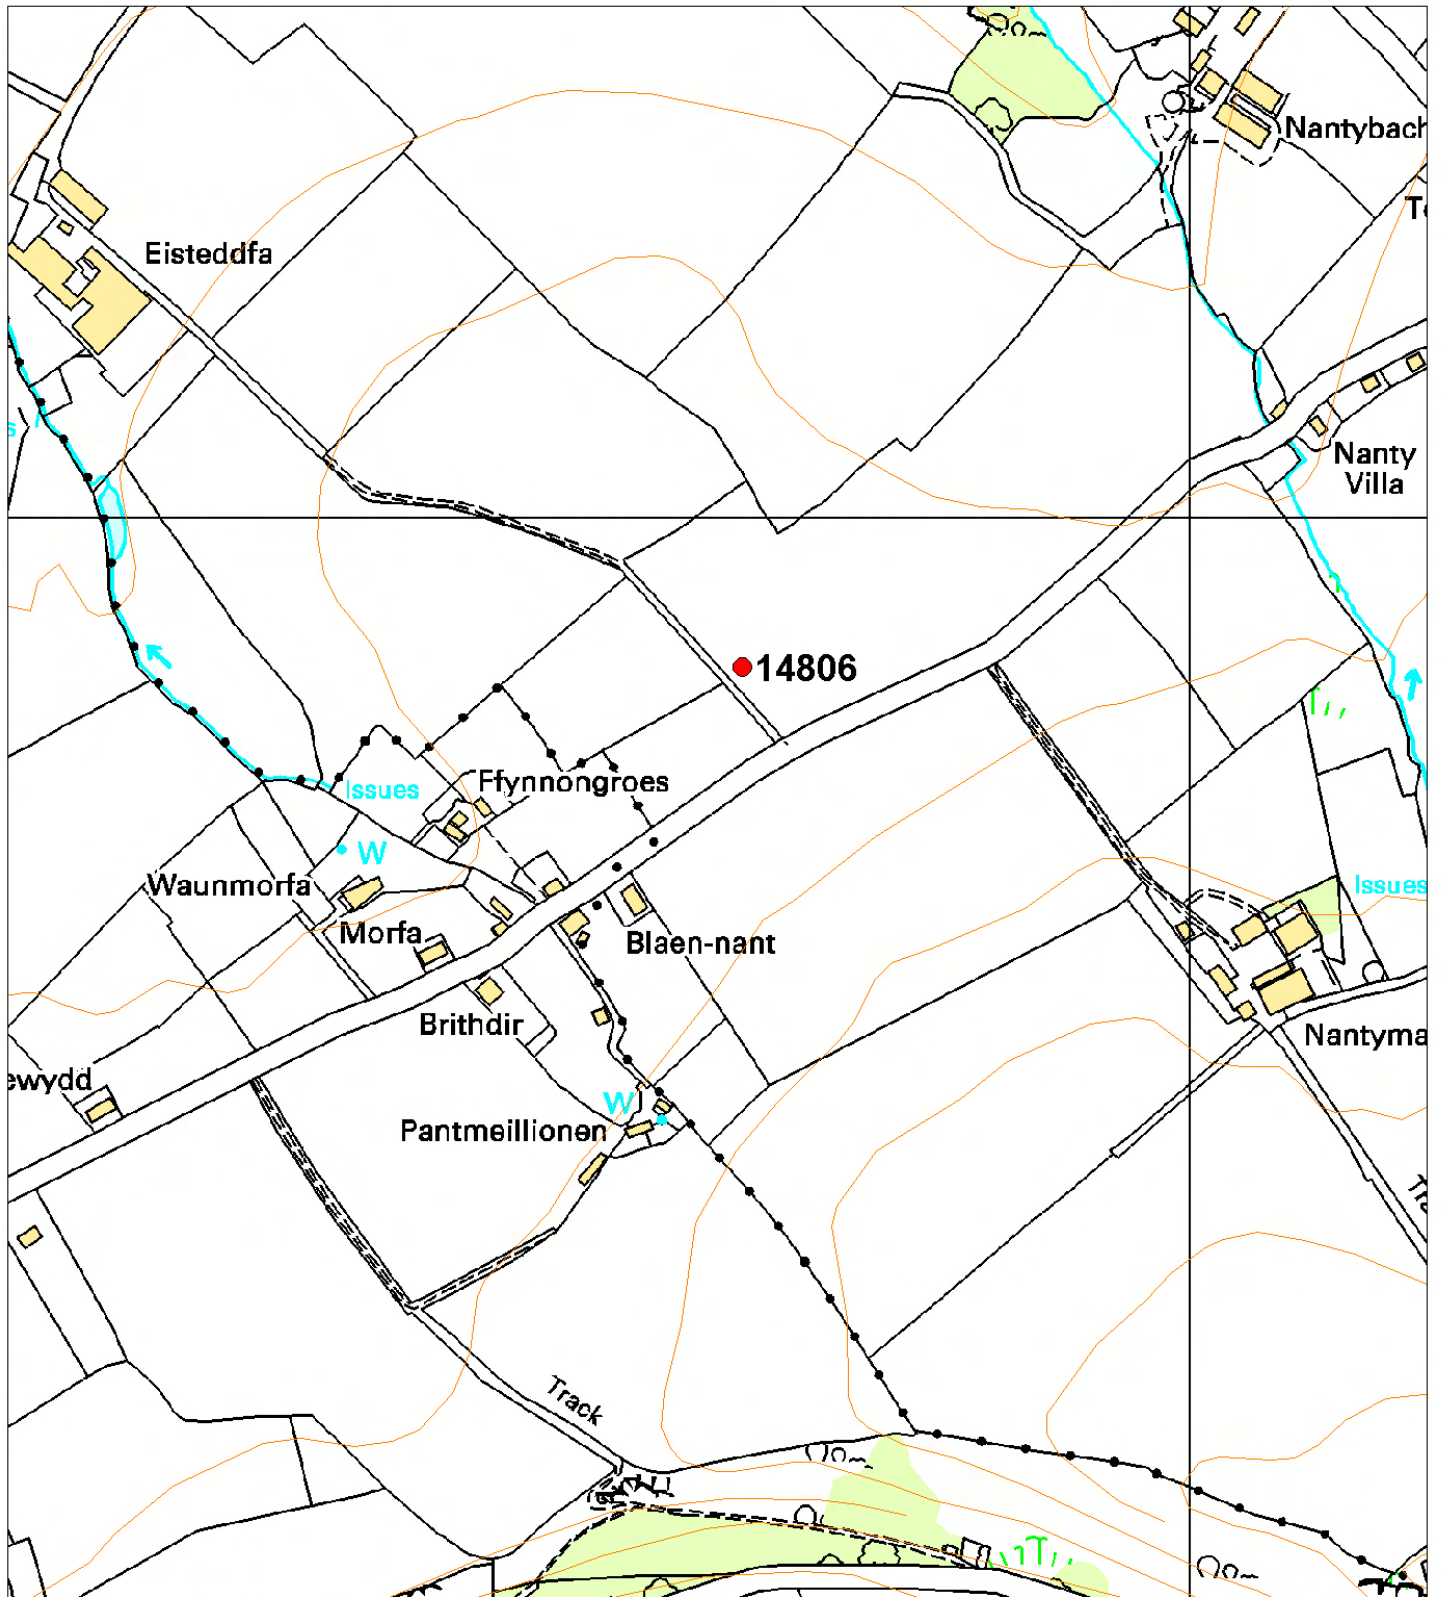 Nantybach
Eisteddfa
Nanty
Villa
14806
Ffynnongroes
Issues
W
Waunmorfa
Issues
Morfa
Blaen-nant
Brithdir
Nantyma
ewydd
W
Pantmeillionen
Track